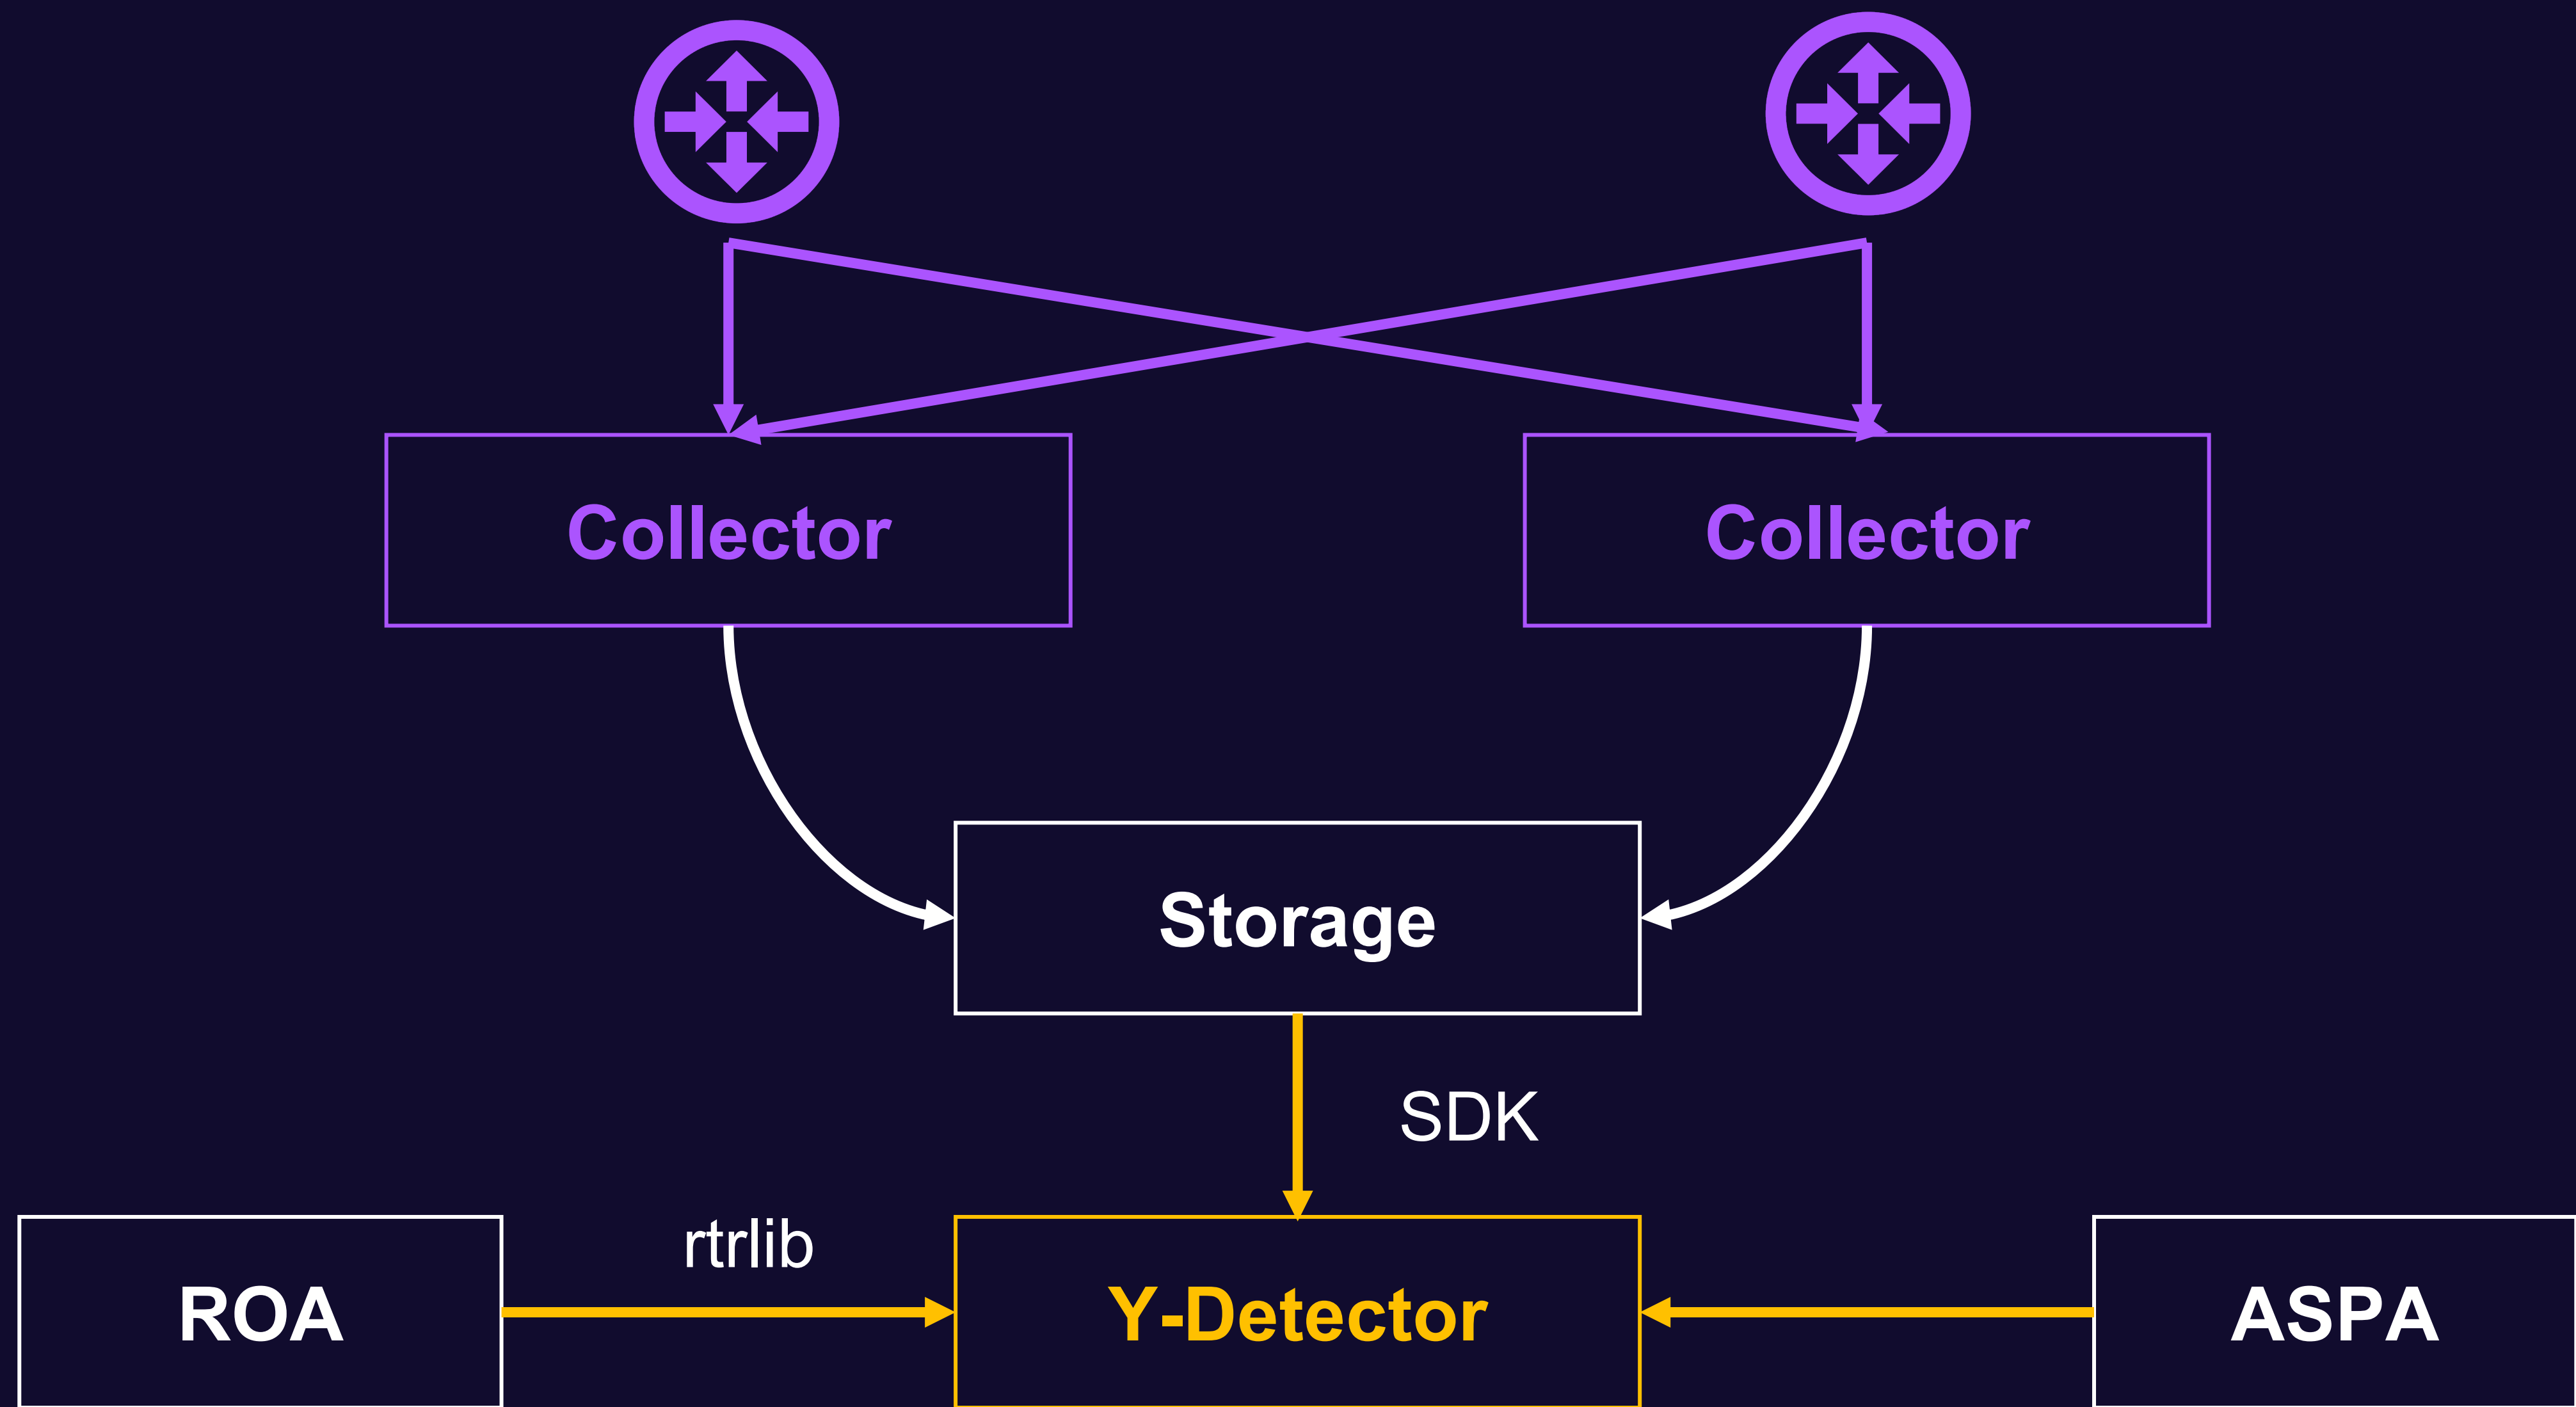 Collector
Collector
Storage
SDK
rtrlib
ROA
Y-Detector
ASPA